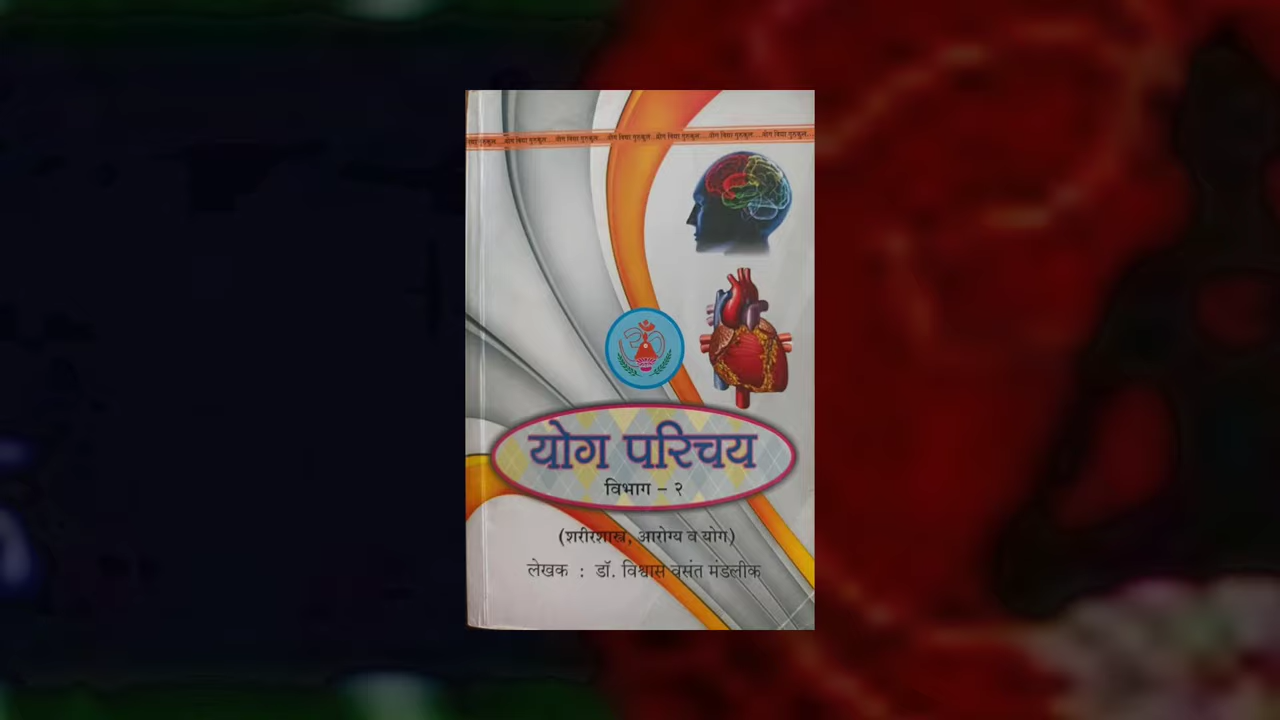 योग विद्या गुरुकुल ... योग विद्या गुरुकुल ... योग विद्या गुरुकुल ... योग विद्या गुरुकुल ... योग विद्या गुरुकुल ... योग विद्या गुरुकुल
योग परिचय
विभाग – २
(शरीरशास्त्र, आरोग्य व योग)
लेखक : डॉ. विश्वास वसंत मंडलीक